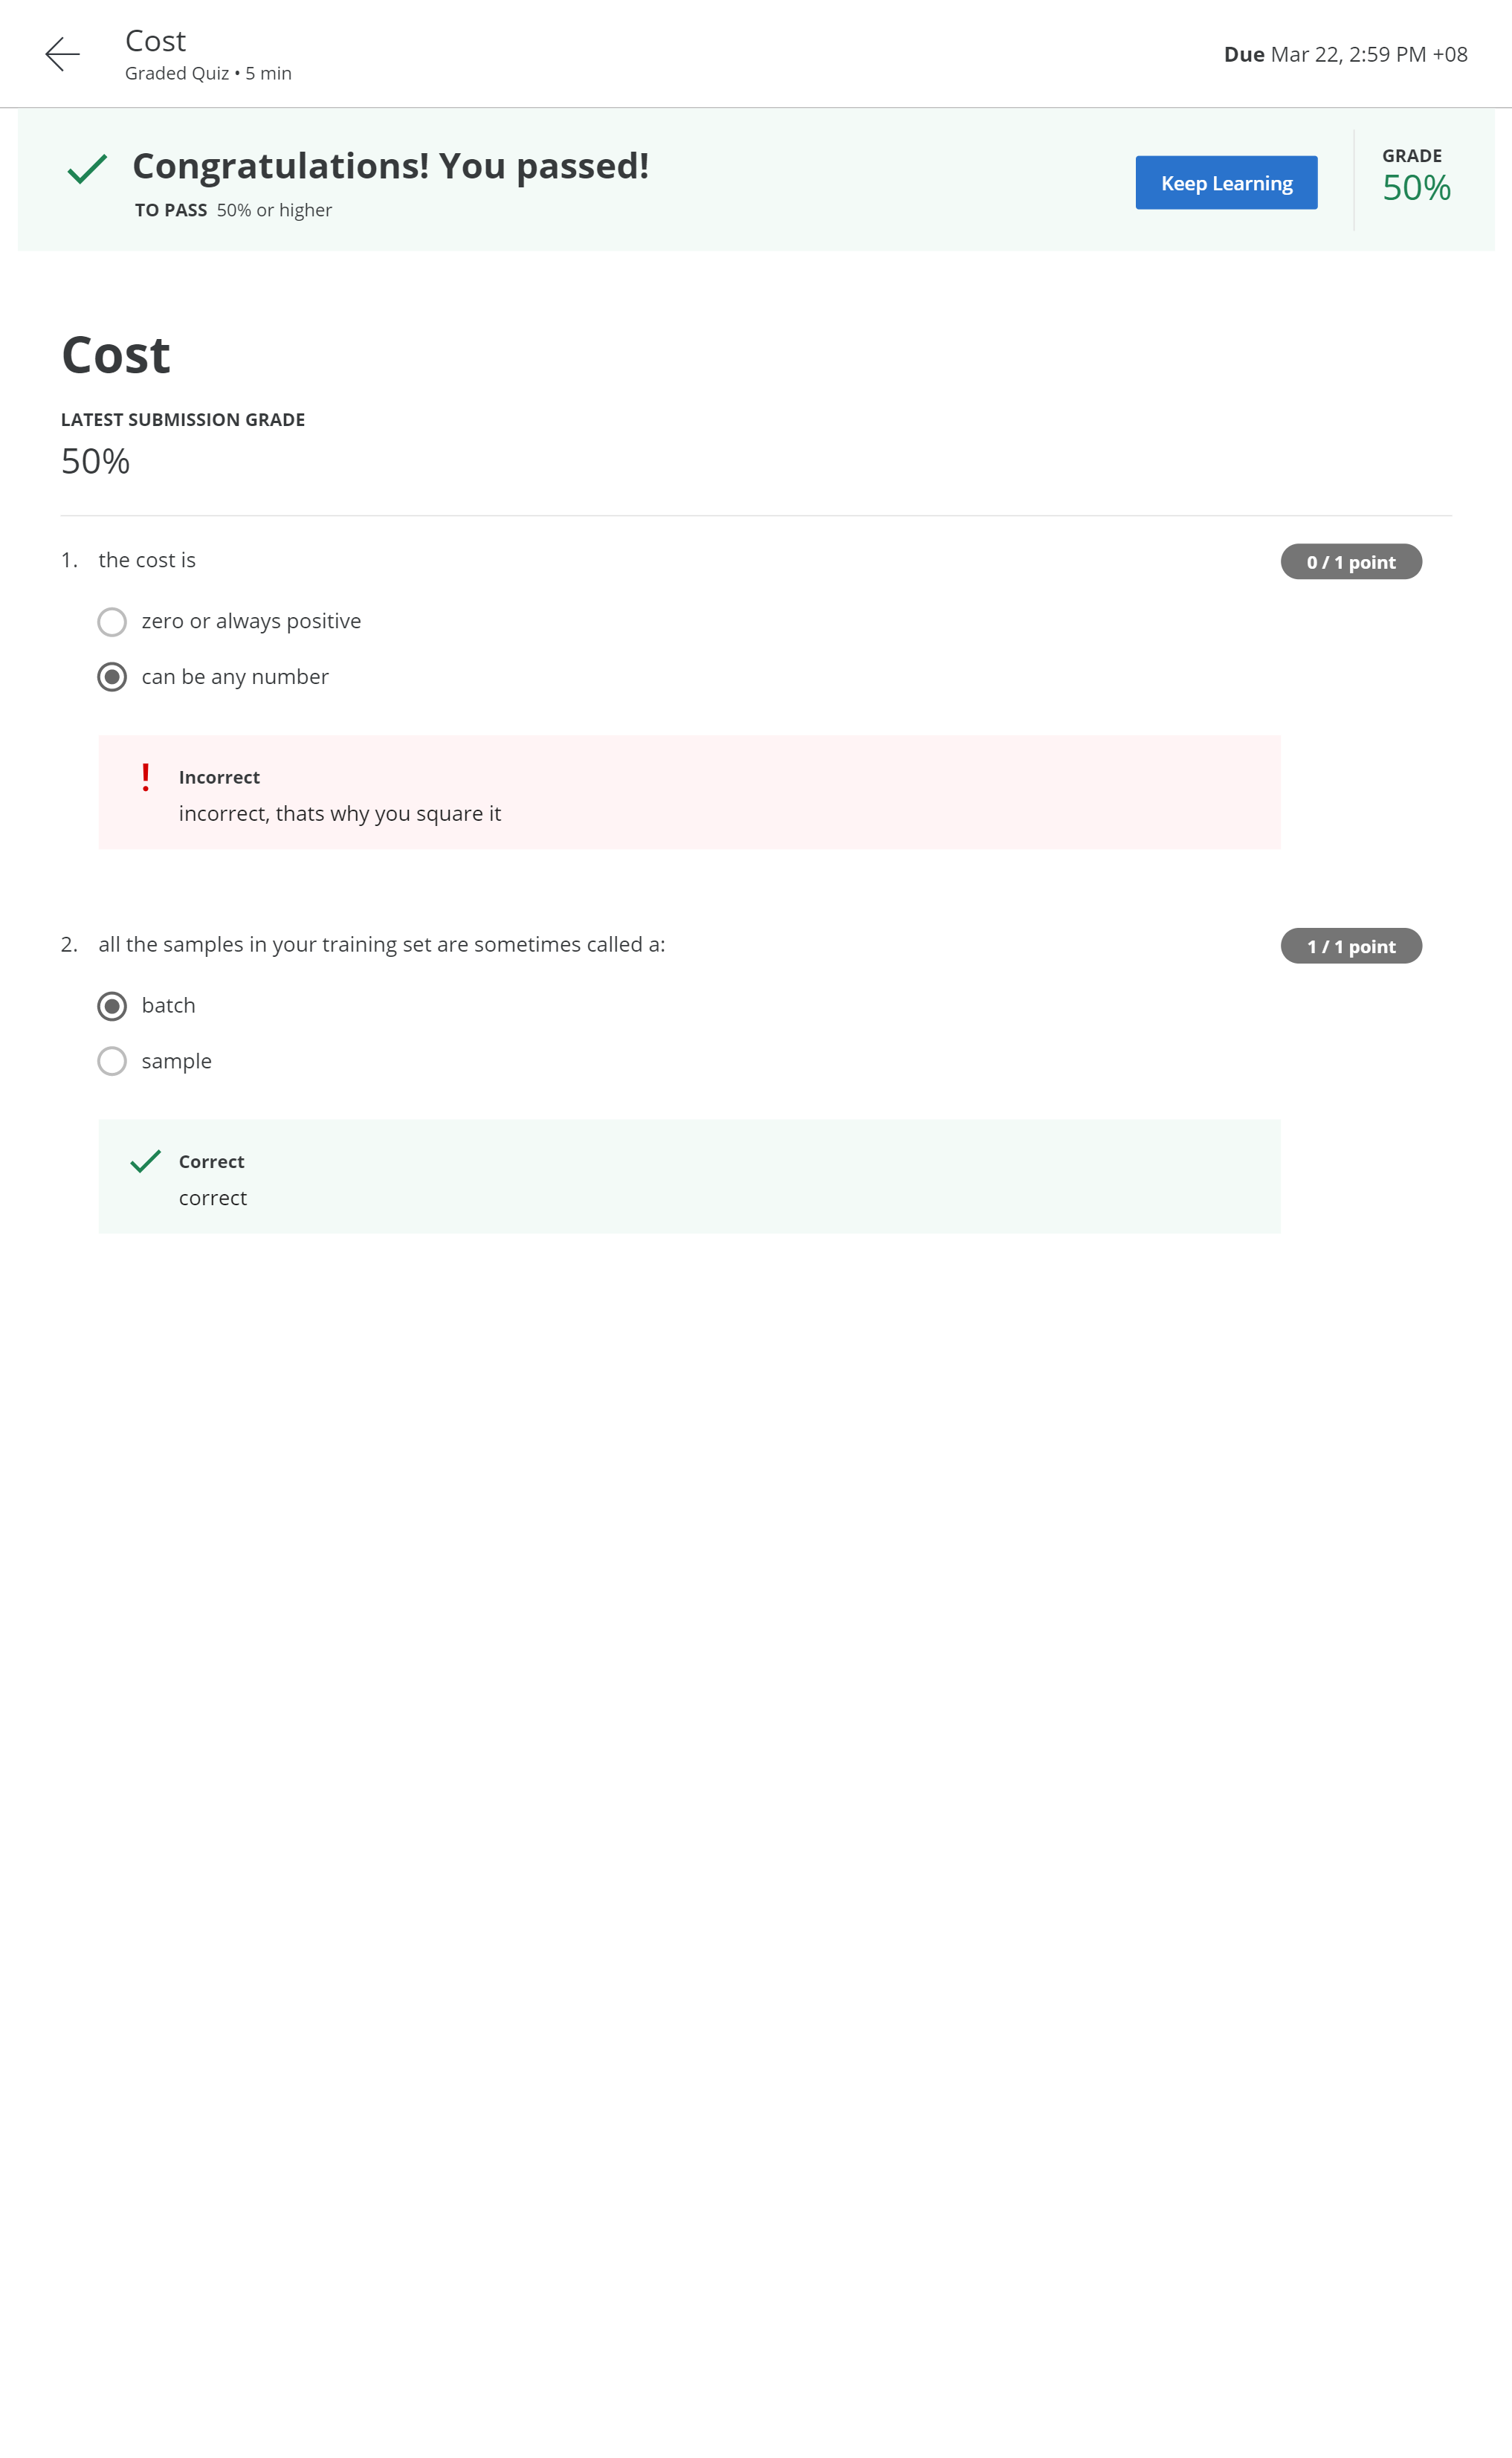 Cost
Graded Quiz • 5 min
Due Mar 22, 2:59 PM +08
Congratulations! You passed!
TO PASS 50% or higher
Keep Learning
GRADE
50%
Cost
LATEST SUBMISSION GRADE
50%
1. the cost is
0 / 1 point
zero or always positive
can be any number
Incorrect
incorrect, thats why you square it
2. all the samples in your training set are sometimes called a:
1 / 1 point
batch
sample
Correct
correct